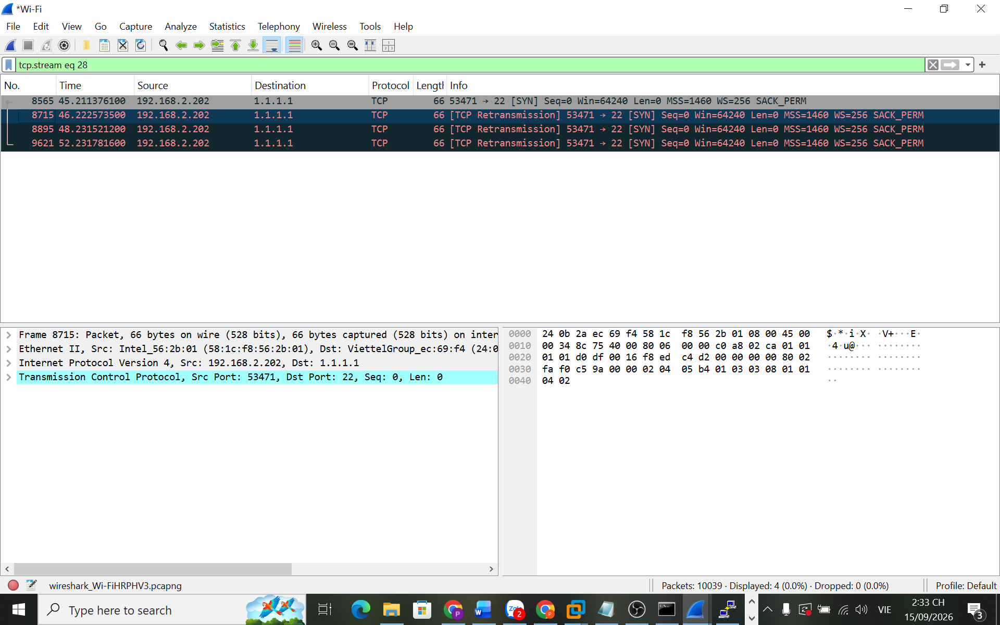 *Wi-Fi
File Edit View Go Capture Analyze Statistics Telephony Wireless Tools Help
tcp.stream eq 28
No. Time Source Destination Protocol Lengtl Info
8565 45.211376100 192.168.2.202 1.1.1.1 TCP 66 53471 → 22 [SYN] Seq=0 Win=64240 Len=0 MSS=1460 WS=256 SACK_PERM
8715 46.222573500 192.168.2.202 1.1.1.1 TCP 66 [TCP Retransmission] 53471 → 22 [SYN] Seq=0 Win=64240 Len=0 MSS=1460 WS=256 SACK_PERM
8895 48.231521200 192.168.2.202 1.1.1.1 TCP 66 [TCP Retransmission] 53471 → 22 [SYN] Seq=0 Win=64240 Len=0 MSS=1460 WS=256 SACK_PERM
9621 52.231781600 192.168.2.202 1.1.1.1 TCP 66 [TCP Retransmission] 53471 → 22 [SYN] Seq=0 Win=64240 Len=0 MSS=1460 WS=256 SACK_PERM
Frame 8715: Packet, 66 bytes on wire (528 bits), 66 bytes captured (528 bits) on inter
Ethernet II, Src: Intel_56:2b:01 (58:1c:f8:56:2b:01), Dst: ViettelGroup_ec:69:f4 (24:0
Internet Protocol Version 4, Src: 192.168.2.202, Dst: 1.1.1.1
Transmission Control Protocol, Src Port: 53471, Dst Port: 22, Seq: 0, Len: 0
0000 24 0b 2a ec 69 f4 58 1c f8 56 2b 01 08 00 45 00 $·*·i·X· ·V+···E·
0010 00 34 8c 75 40 00 80 06 00 00 c0 a8 02 ca 01 01 ·4·u@··· ········
0020 01 01 d0 df 00 16 f8 ed c4 d2 00 00 00 00 80 02 ········ ········
0030 fa f0 c5 9a 00 00 02 04 05 b4 01 03 03 08 01 01 ········ ········
0040 04 02 ··
wireshark_Wi-FiHRPHV3.pcapng Packets: 10039 · Displayed: 4 (0.0%) · Dropped: 0 (0.0%) Profile: Default
Type here to search
VIE
2:33 CH
15/09/2026
3